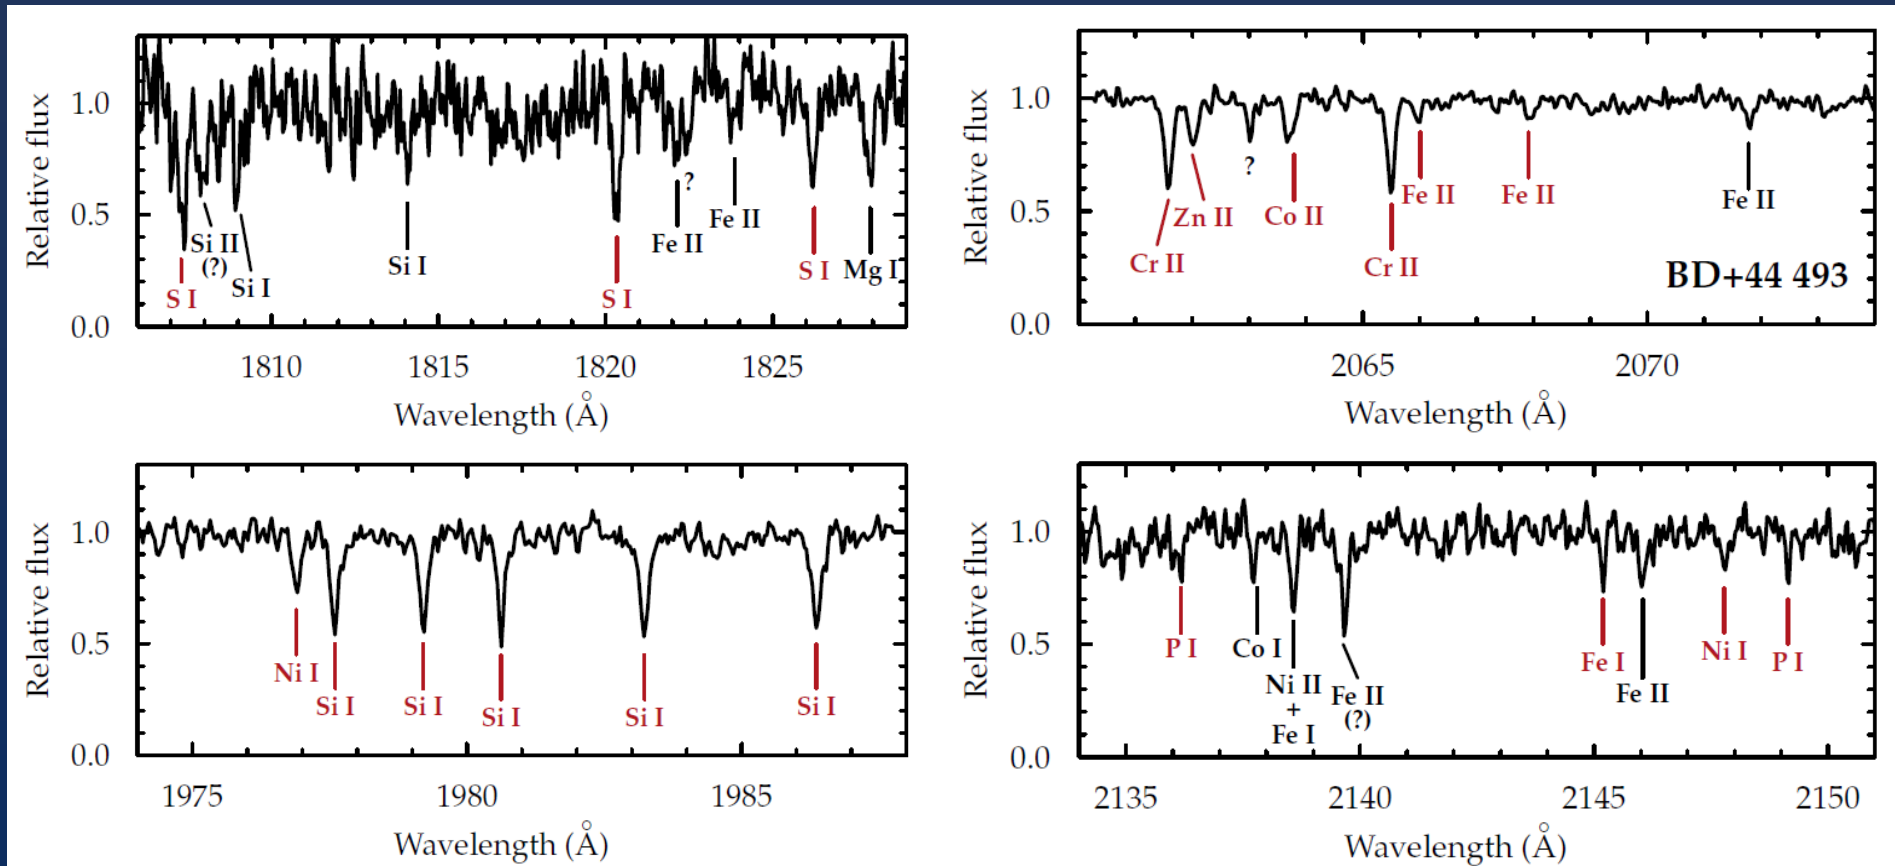 Relative flux
1.0
0.5
0.0
S I
Si II
(?)
Si I
Si I
S I
Fe II
?
Fe II
S I
Mg I
1810
1815
1820
1825
Wavelength (Å)
Relative flux
1.0
0.5
0.0
Cr II
Zn II
?
Co II
Cr II
Fe II
Fe II
Fe II
BD+44 493
2065
2070
Wavelength (Å)
Relative flux
1.0
0.5
0.0
Ni I
Si I
Si I
Si I
Si I
Si I
1975
1980
1985
Wavelength (Å)
Relative flux
1.0
0.5
0.0
P I
Co I
Ni II
+
Fe I
Fe II
(?)
Fe I
Fe II
Ni I
P I
2135
2140
2145
2150
Wavelength (Å)